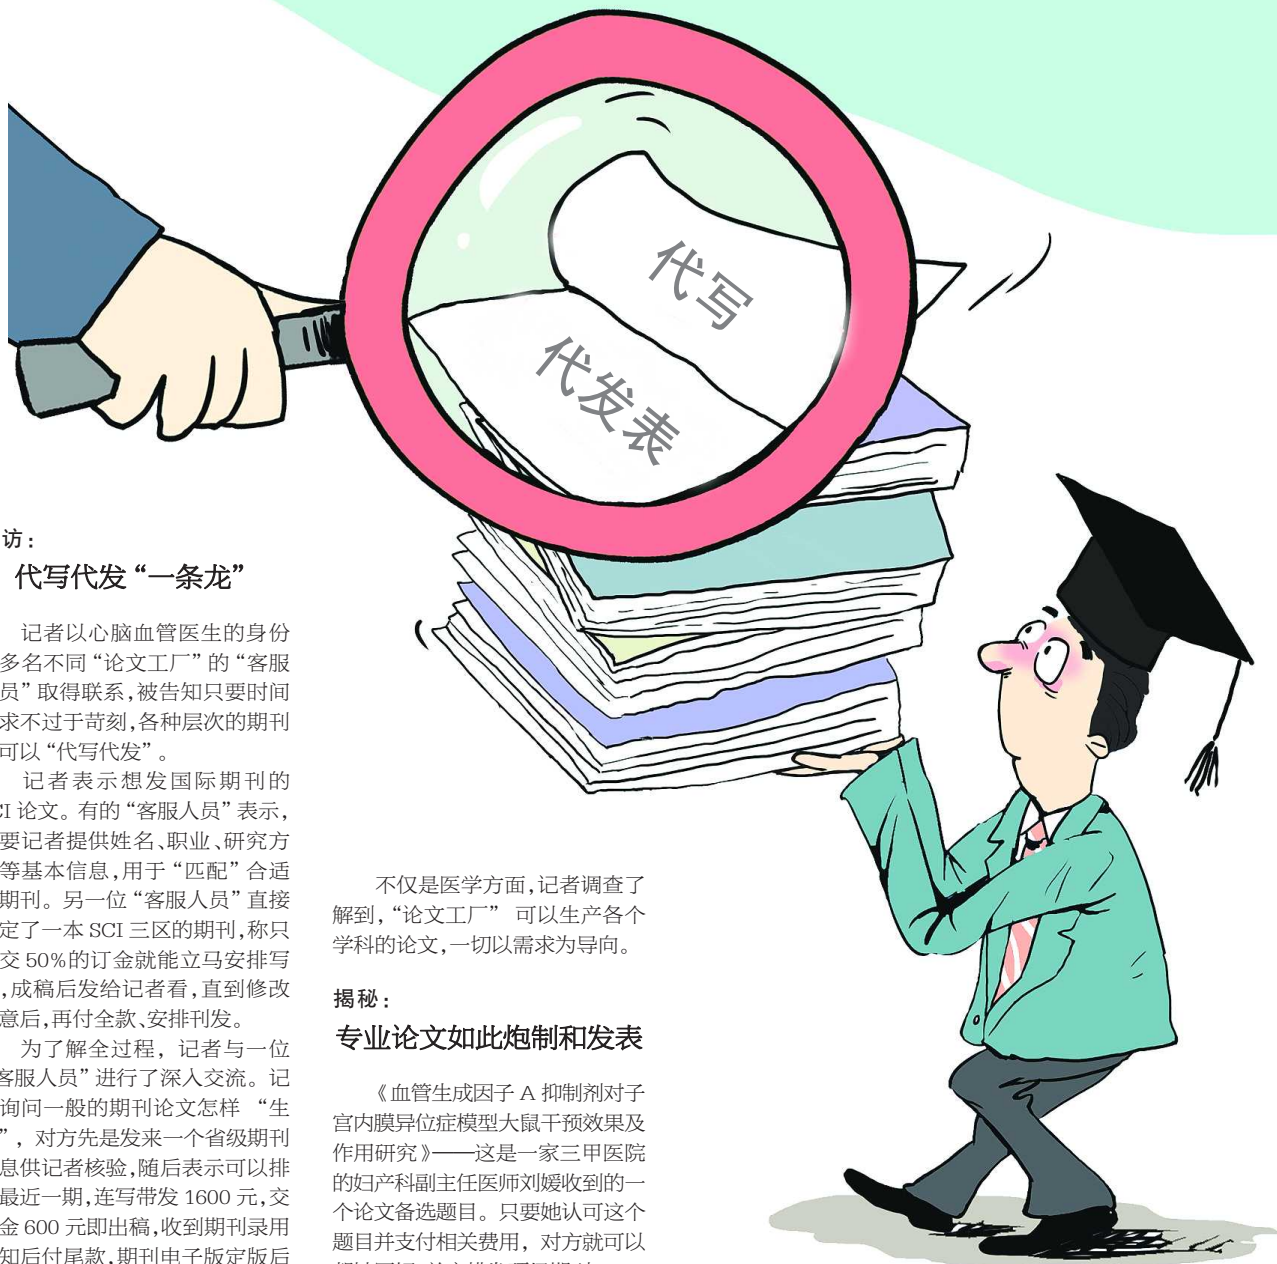 代写
代发表
访：
代写代发“一条龙”
记者以心脑血管医生的身份
多名不同“论文工厂”的“客服
员”取得联系，被告知只要时间
求不过于苛刻，各种层次的期刊
可以“代写代发”。
记者表示想发国际期刊的
CI 论文。有的“客服人员”表示，
要记者提供姓名、职业、研究方
等基本信息，用于“匹配”合适
期刊。另一位“客服人员”直接
定了一本 SCI 三区的期刊，称只
交 50%的订金就能立马安排写
，成稿后发给记者看，直到修改
意后，再付全款、安排刊发。
为了解全过程，记者与一位
客服人员”进行了深入交流。记
询问一般的期刊论文怎样“生
”，对方先是发来一个省级期刊
息供记者核验，随后表示可以排
最近一期，连写带发 1600 元，交
金 600 元即出稿，收到期刊录用
知后付尾款，期刊电子版定版后
不仅是医学方面，记者调查了
解到，“论文工厂”可以生产各个
学科的论文，一切以需求为导向。
揭秘：
专业论文如此炮制和发表
《血管生成因子 A 抑制剂对子
宫内膜异位症模型大鼠干预效果及
作用研究》——这是一家三甲医院
的妇产科副主任医师刘媛收到的一
个论文备选题目。只要她认可这个
题目并支付相关费用，对方就可以